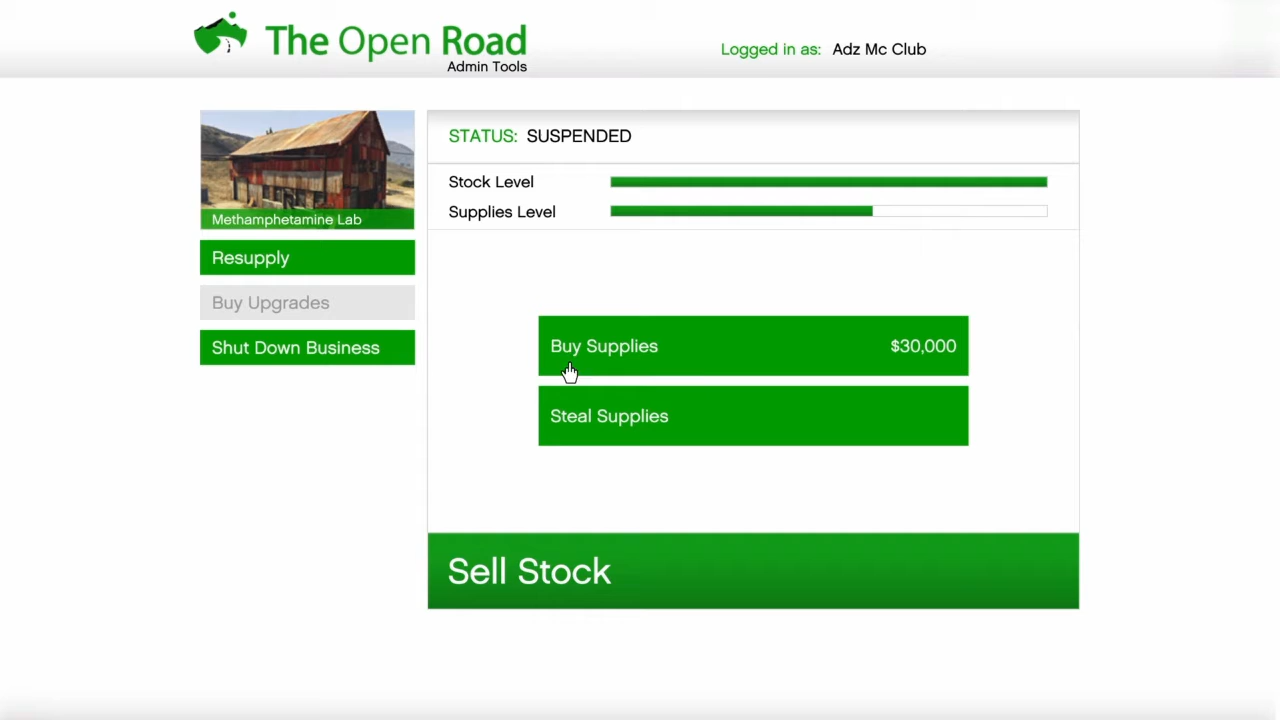 The Open Road
Admin Tools
Logged in as: Adz Mc Club
Methamphetamine Lab
Resupply
Buy Upgrades
Shut Down Business
STATUS: SUSPENDED
Stock Level
Supplies Level
Buy Supplies $30,000
Steal Supplies
Sell Stock